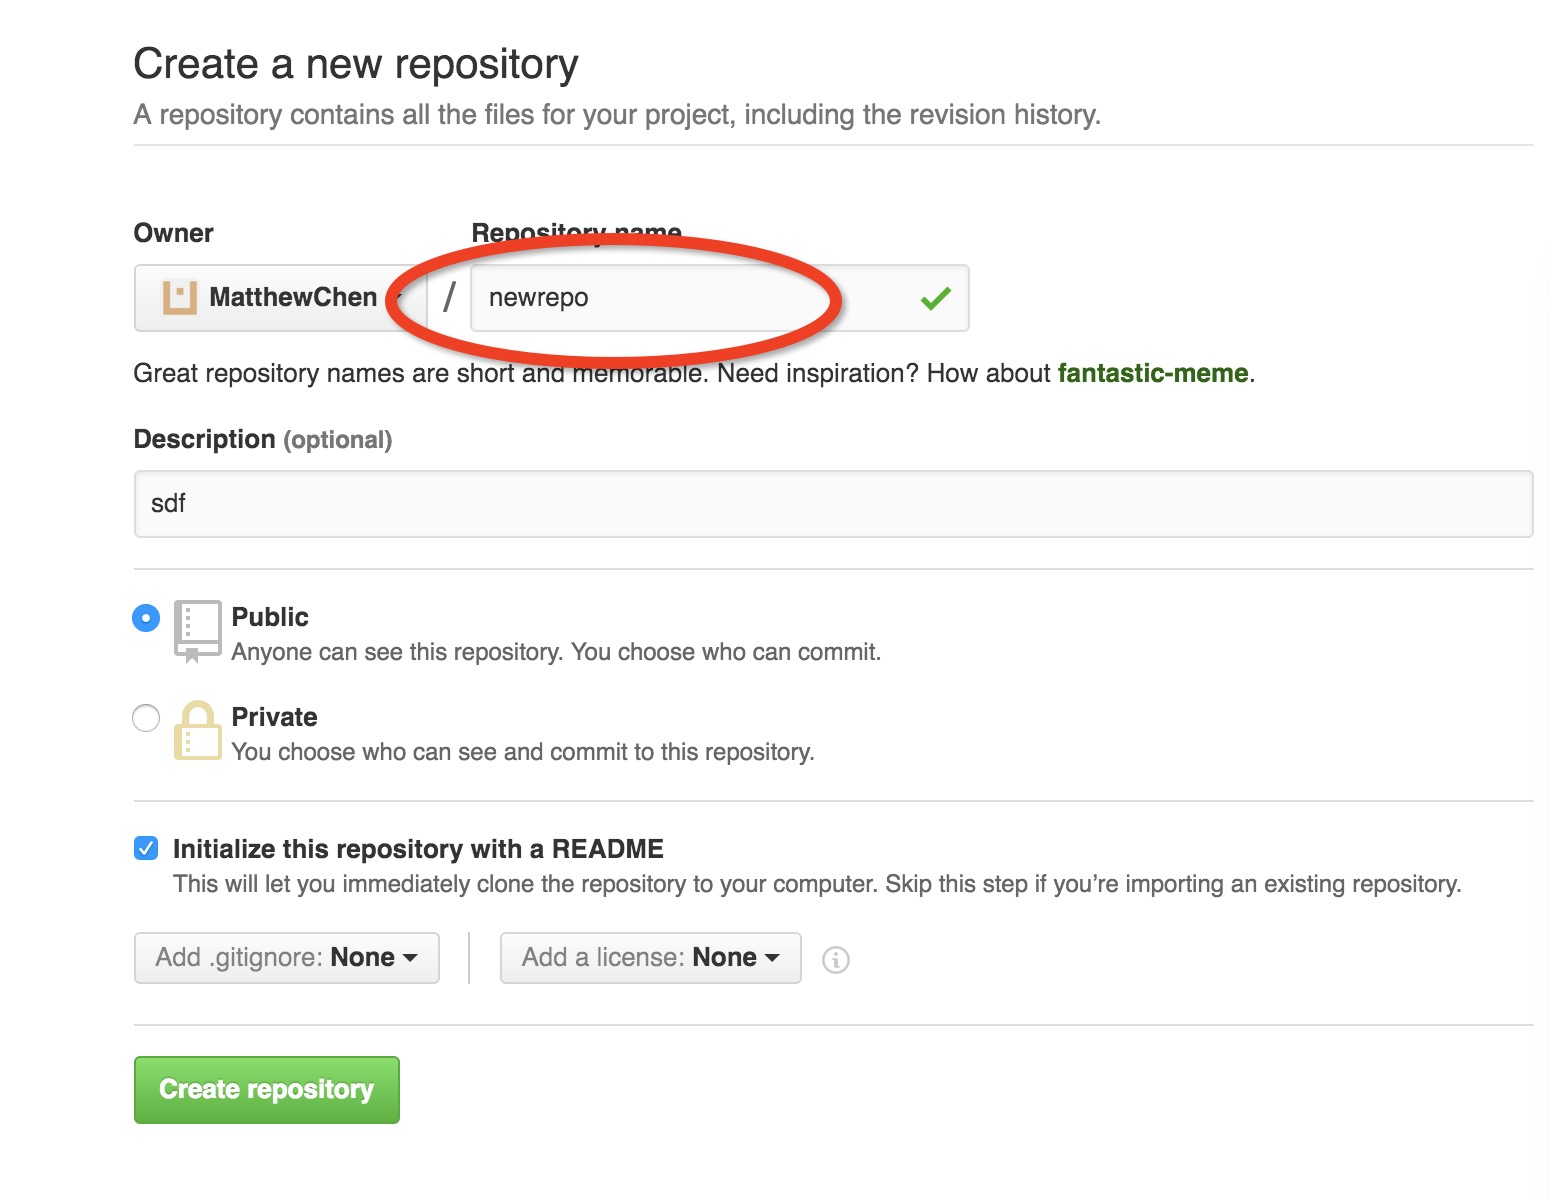 Create a new repository
A repository contains all the files for your project, including the revision history.
Owner
Repository name
MatthewChen / newrepo
Great repository names are short and memorable. Need inspiration? How about fantastic-meme.
Description (optional)
sdf
Public
Anyone can see this repository. You choose who can commit.
Private
You choose who can see and commit to this repository.
Initialize this repository with a README
This will let you immediately clone the repository to your computer. Skip this step if you’re importing an existing repository.
Add .gitignore: None
Add a license: None
Create repository